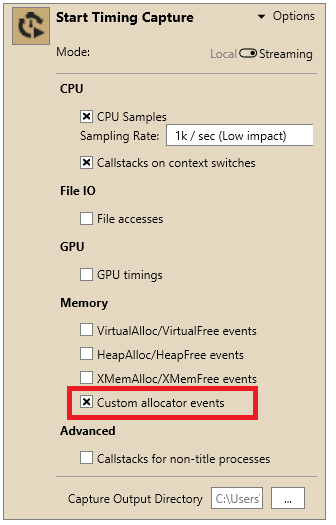 Start Timing Capture Options
Mode: Local Streaming
CPU
CPU Samples
Sampling Rate: 1k / sec (Low impact)
Callstacks on context switches
File IO
File accesses
GPU
GPU timings
Memory
VirtualAlloc/VirtualFree events
HeapAlloc/HeapFree events
XMemAlloc/XMemFree events
Custom allocator events
Advanced
Callstacks for non-title processes
Capture Output Directory C:\Users\ ...